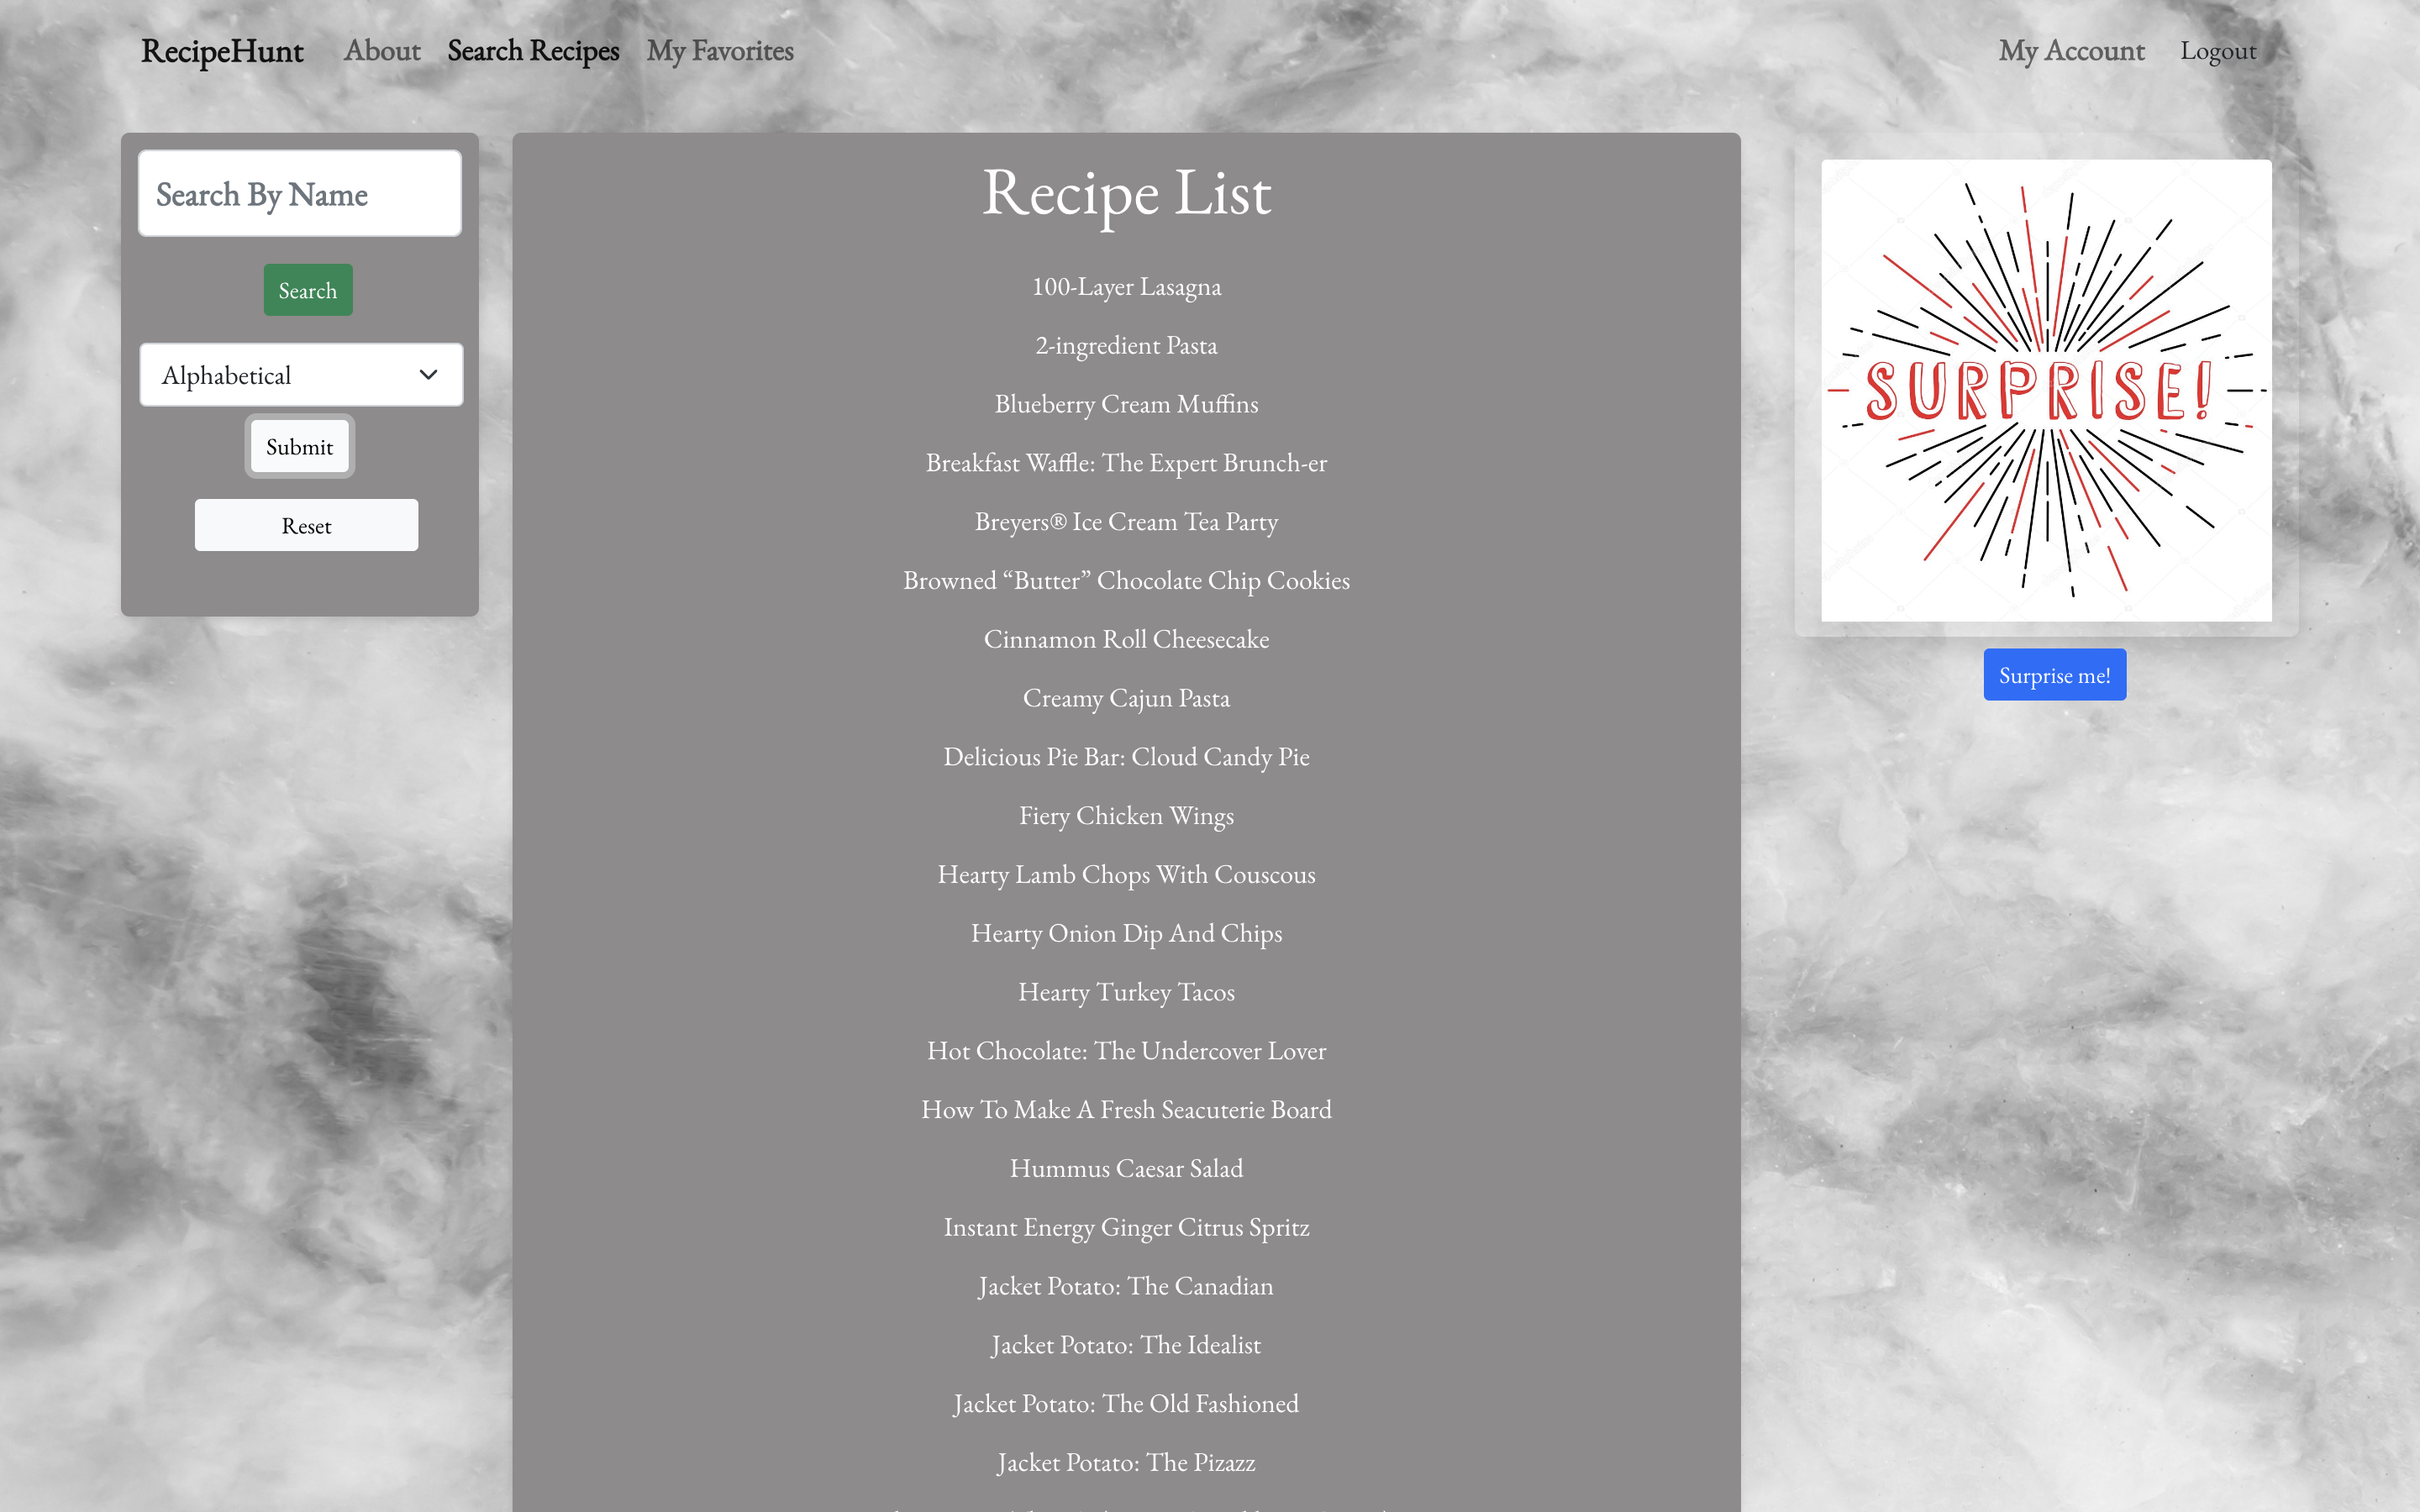 RecipeHunt About Search Recipes My Favorites My Account Logout
Search By Name
Search
Alphabetical
Submit
Reset
Recipe List
100-Layer Lasagna
2-ingredient Pasta
Blueberry Cream Muffins
Breakfast Waffle: The Expert Brunch-er
Breyers® Ice Cream Tea Party
Browned “Butter” Chocolate Chip Cookies
Cinnamon Roll Cheesecake
Creamy Cajun Pasta
Delicious Pie Bar: Cloud Candy Pie
Fiery Chicken Wings
Hearty Lamb Chops With Couscous
Hearty Onion Dip And Chips
Hearty Turkey Tacos
Hot Chocolate: The Undercover Lover
How To Make A Fresh Seacuterie Board
Hummus Caesar Salad
Instant Energy Ginger Citrus Spritz
Jacket Potato: The Canadian
Jacket Potato: The Idealist
Jacket Potato: The Old Fashioned
Jacket Potato: The Pizazz
SURPRISE!
Surprise me!